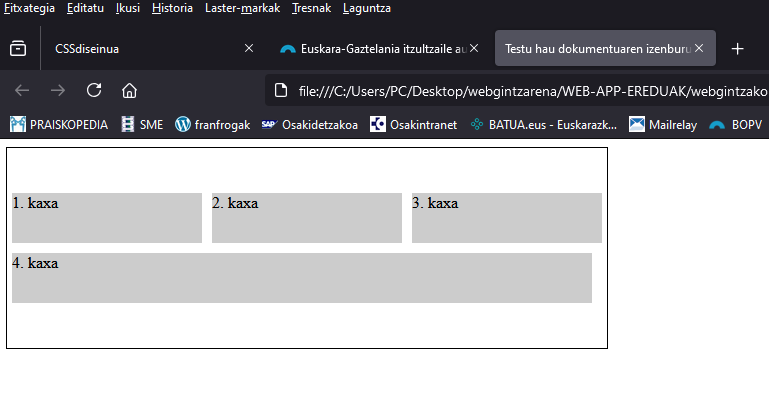 Fitxategia Editatu Ikusi Historia Laster-markak Tresnak Laguntza
CSSdiseinua Euskara-Gaztelania itzultzaile au Testu hau dokumentuaren izenburu
file:///C:/Users/PC/Desktop/webgintzarena/WEB-APP-EREDUAK/webgintzako
PRAISKOPEDIA SME franfrogak SAP Osakidetzakoa Osakintranet BATUA.eus - Euskarazk... Mailrelay BOPV
1. kaxa 2. kaxa 3. kaxa
4. kaxa